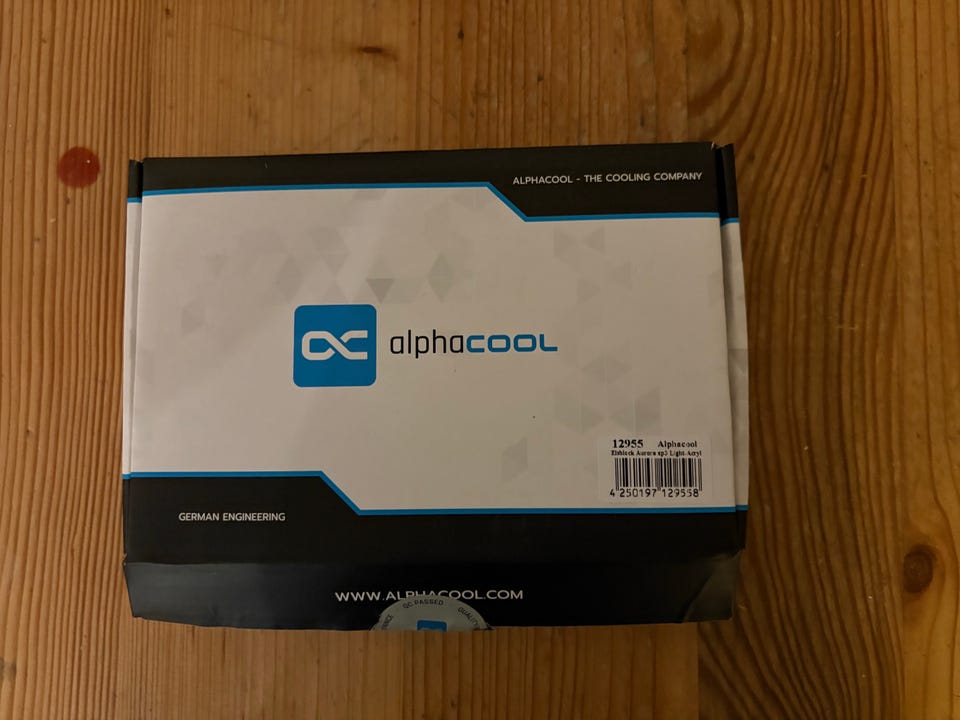 ALPHACOOL - THE COOLING COMPANY
alphacool
12955 Alphacool
Eisblock Aurora xp3 Light-Acryl
4 250197 129558
GERMAN ENGINEERING
WWW.ALPHACOOL.COM
QC PASSED